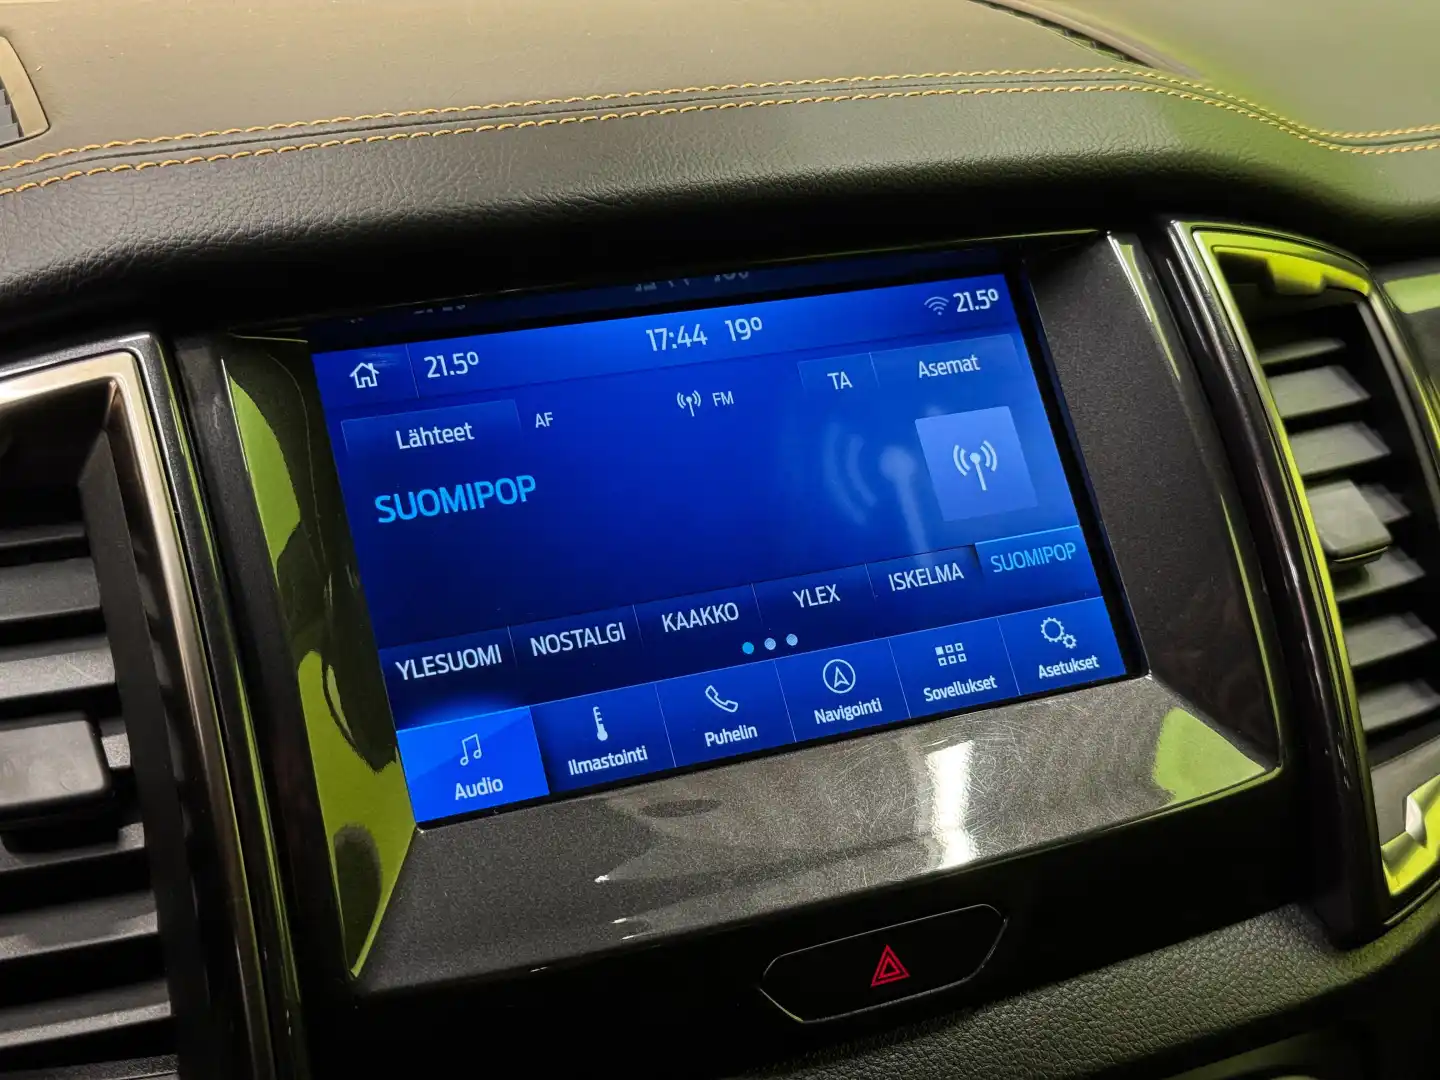 21.5° 17:44 19° 21.5°
Lähteet AF FM TA Asemat
SUOMIPOP
YLESUOMI NOSTALGI KAAKKO YLEX ISKELMA SUOMIPOP
Audio Ilmastointi Puhelin Navigointi Sovellukset Asetukset